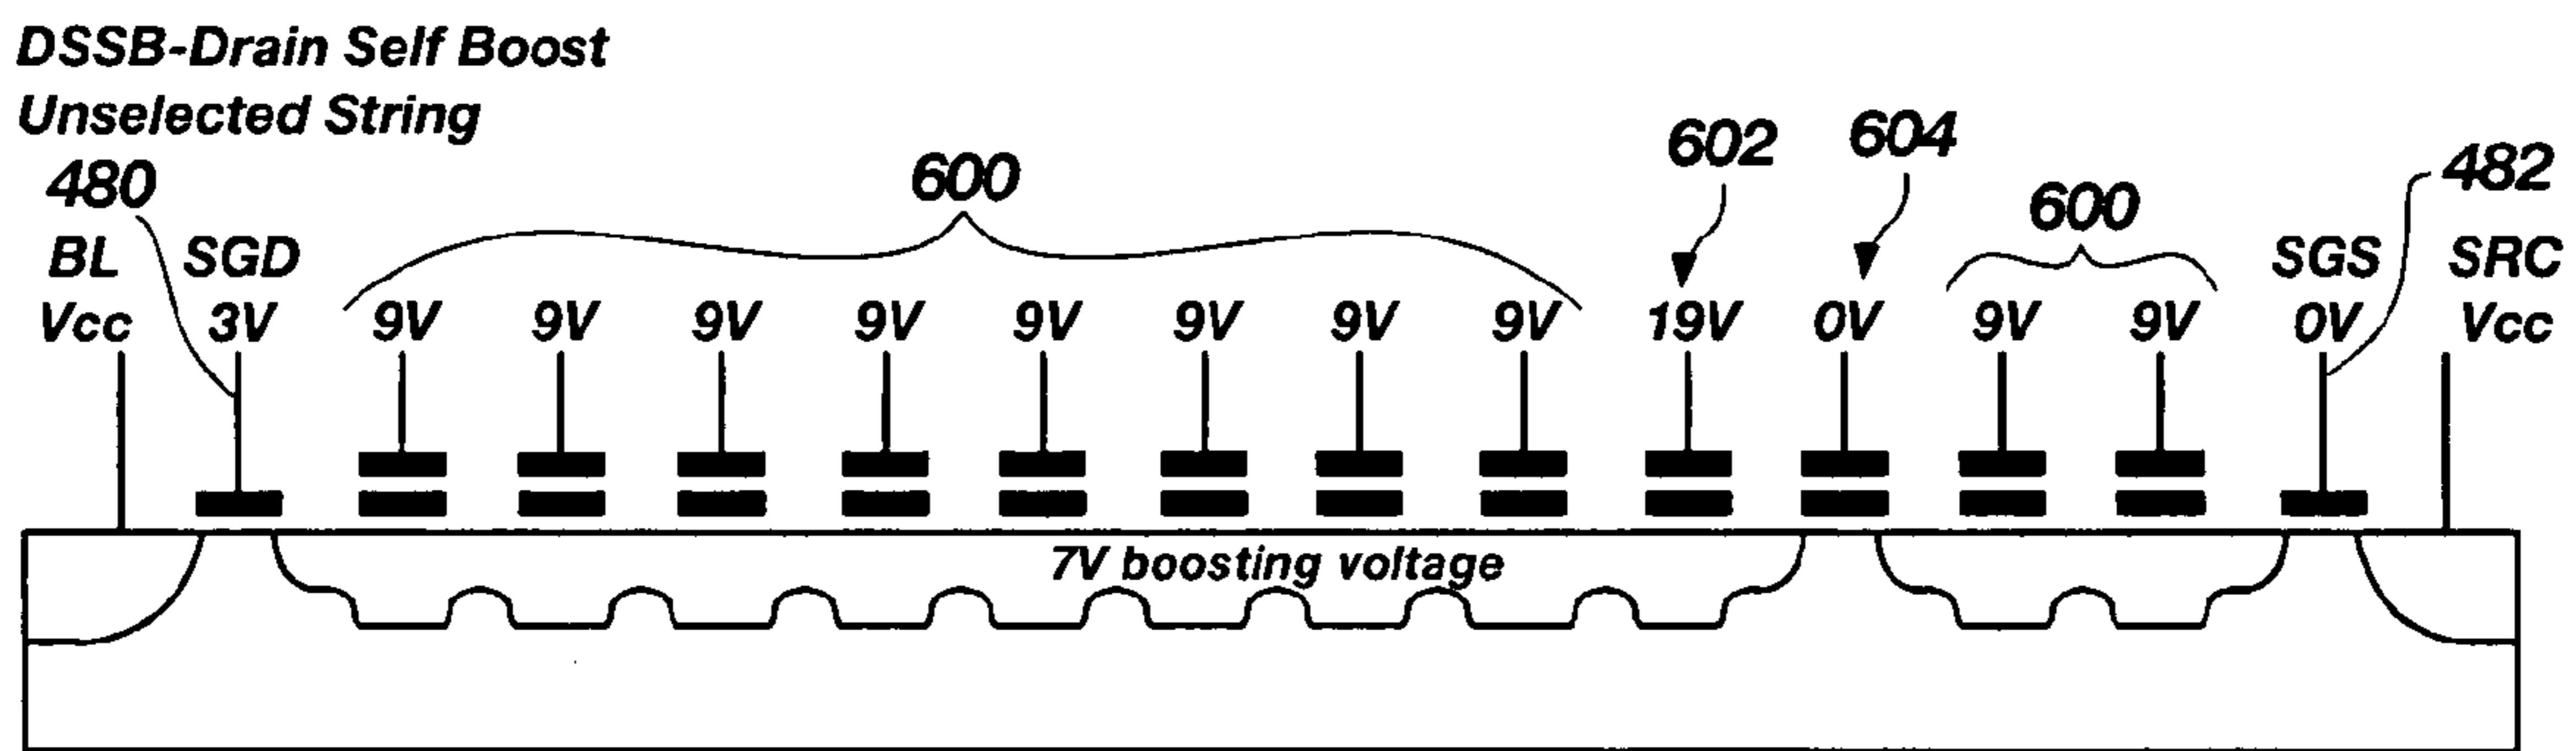 DSSB-Drain Self Boost
Unselected String
480 600 602 604 600 482
BL SGD SGS SRC
Vcc 3V 9V 9V 9V 9V 9V 9V 9V 9V 19V 0V 9V 9V 0V Vcc
7V boosting voltage